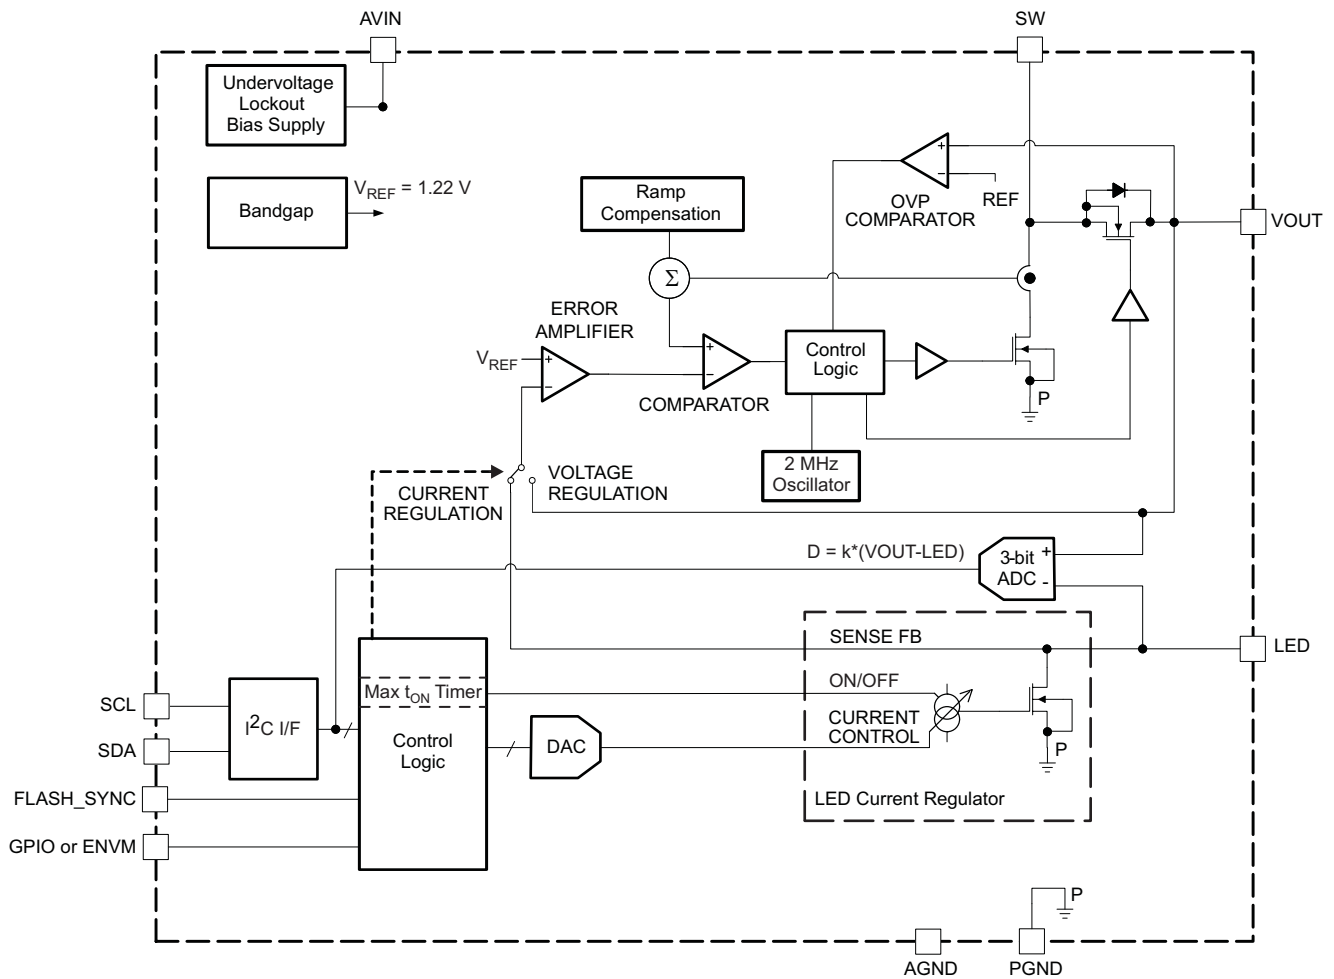 AVIN
SW
Undervoltage
Lockout
Bias Supply
Bandgap
VREF = 1.22 V
Ramp
Compensation
+
−
REF
OVP
COMPARATOR
VOUT
Σ
ERROR
AMPLIFIER
VREF
+
−
+
−
COMPARATOR
Control
Logic
P
2 MHz
Oscillator
VOLTAGE
REGULATION
CURRENT
REGULATION
D = k*(VOUT-LED)
3-bit
ADC
+
-
SENSE FB
LED
ON/OFF
CURRENT
CONTROL
P
LED Current Regulator
SCL
SDA
I2C I/F
Max tON Timer
Control
Logic
DAC
FLASH_SYNC
GPIO or ENVM
P
AGND
PGND